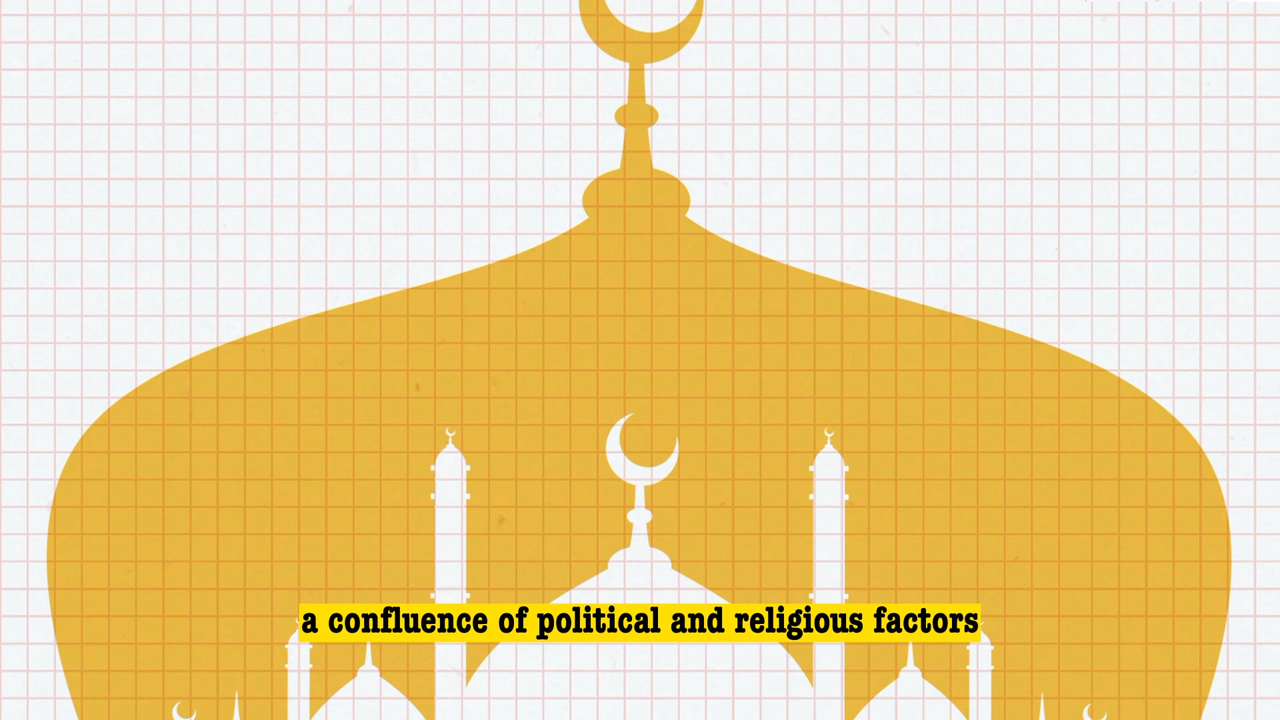 a confluence of political and religious factors